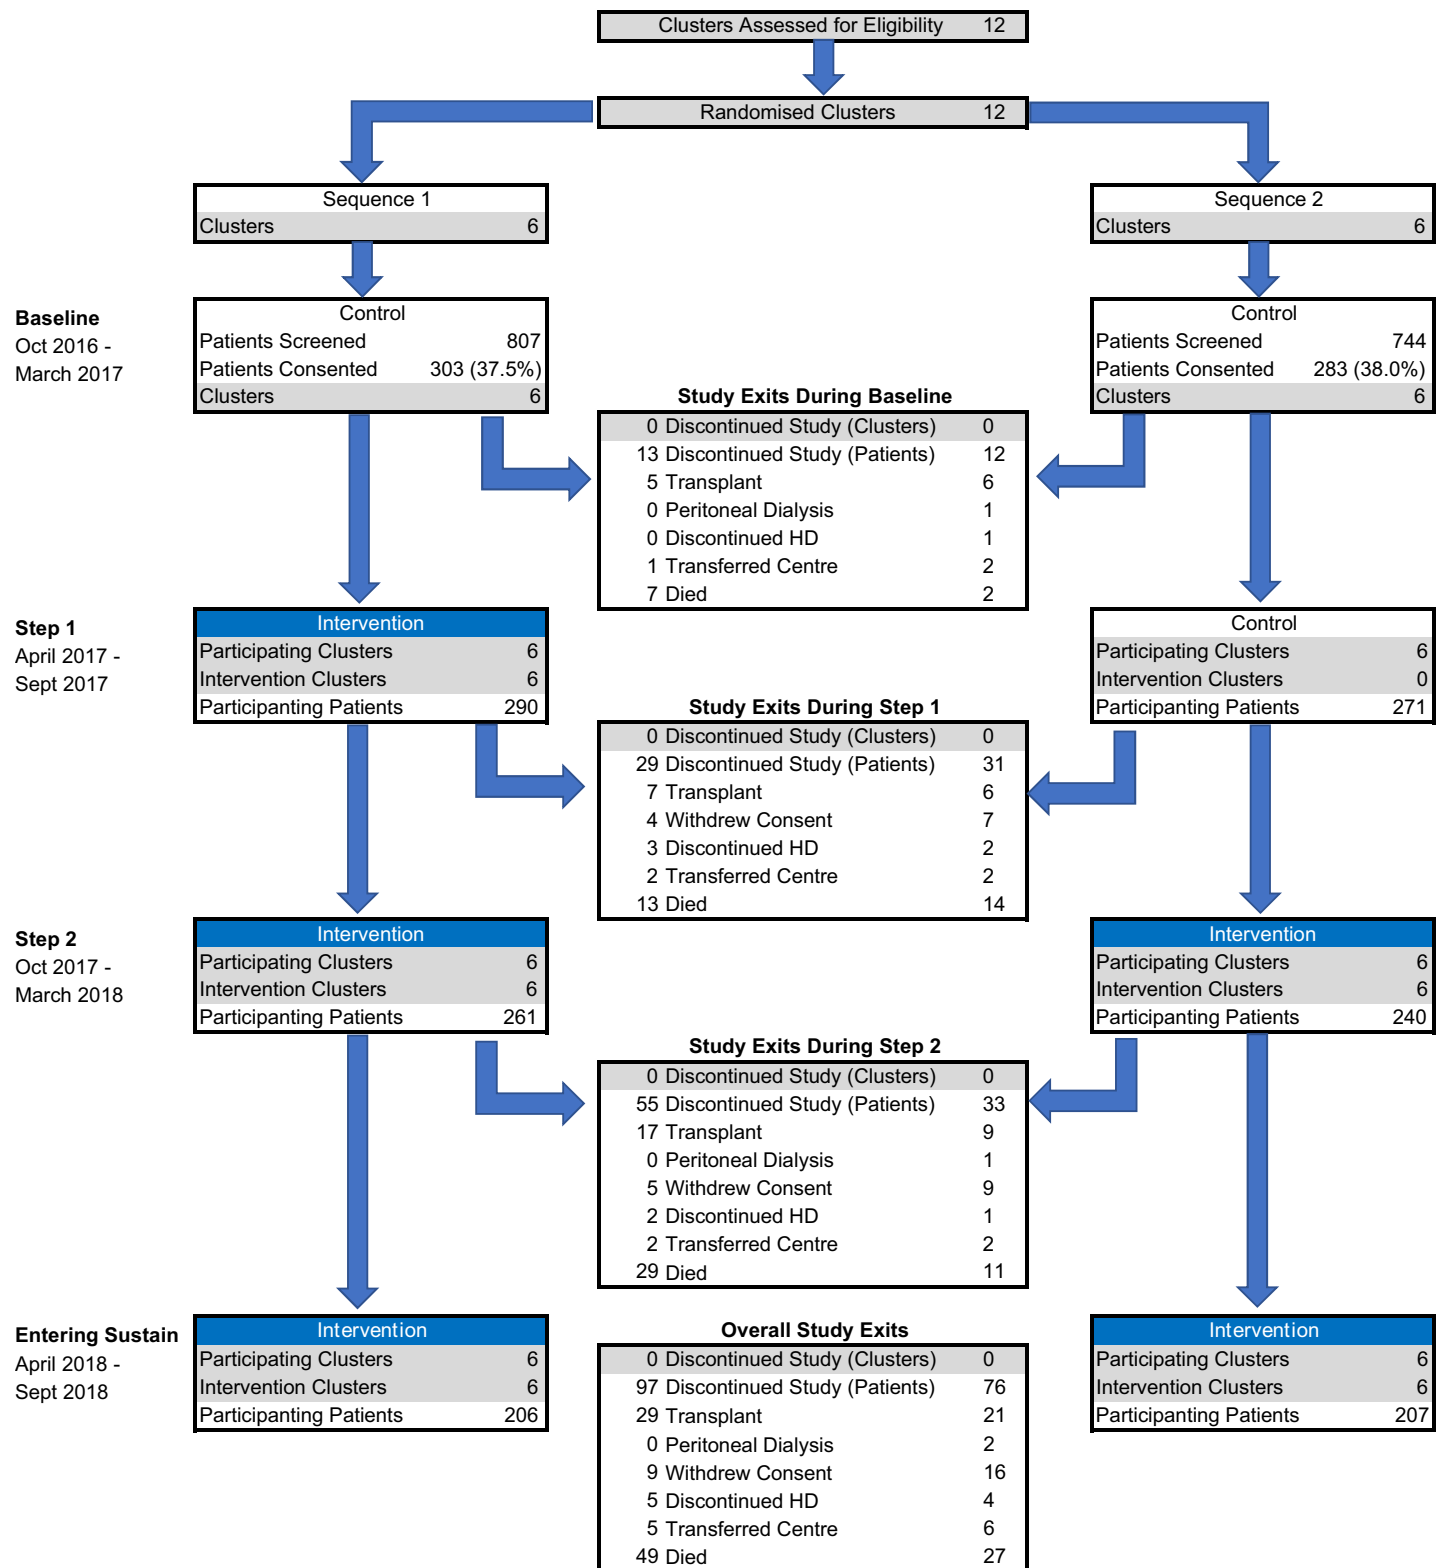 Clusters Assessed for Eligibility 12
Randomised Clusters 12
Sequence 1
Clusters 6
Sequence 2
Clusters 6
Baseline
Oct 2016 -
March 2017
Control
Patients Screened 807
Patients Consented 303 (37.5%)
Clusters 6
Control
Patients Screened 744
Patients Consented 283 (38.0%)
Clusters 6
Study Exits During Baseline
0 Discontinued Study (Clusters) 0
13 Discontinued Study (Patients) 12
5 Transplant 6
0 Peritoneal Dialysis 1
0 Discontinued HD 1
1 Transferred Centre 2
7 Died 2
Step 1
April 2017 -
Sept 2017
Intervention
Participating Clusters 6
Intervention Clusters 6
Participanting Patients 290
Control
Participating Clusters 6
Intervention Clusters 0
Participanting Patients 271
Study Exits During Step 1
0 Discontinued Study (Clusters) 0
29 Discontinued Study (Patients) 31
7 Transplant 6
4 Withdrew Consent 7
3 Discontinued HD 2
2 Transferred Centre 2
13 Died 14
Step 2
Oct 2017 -
March 2018
Intervention
Participating Clusters 6
Intervention Clusters 6
Participanting Patients 261
Intervention
Participating Clusters 6
Intervention Clusters 6
Participanting Patients 240
Study Exits During Step 2
0 Discontinued Study (Clusters) 0
55 Discontinued Study (Patients) 33
17 Transplant 9
0 Peritoneal Dialysis 1
5 Withdrew Consent 9
2 Discontinued HD 1
2 Transferred Centre 2
29 Died 11
Entering Sustain
April 2018 -
Sept 2018
Intervention
Participating Clusters 6
Intervention Clusters 6
Participanting Patients 206
Overall Study Exits
0 Discontinued Study (Clusters) 0
97 Discontinued Study (Patients) 76
29 Transplant 21
0 Peritoneal Dialysis 2
9 Withdrew Consent 16
5 Discontinued HD 4
5 Transferred Centre 6
49 Died 27
Intervention
Participating Clusters 6
Intervention Clusters 6
Participanting Patients 207